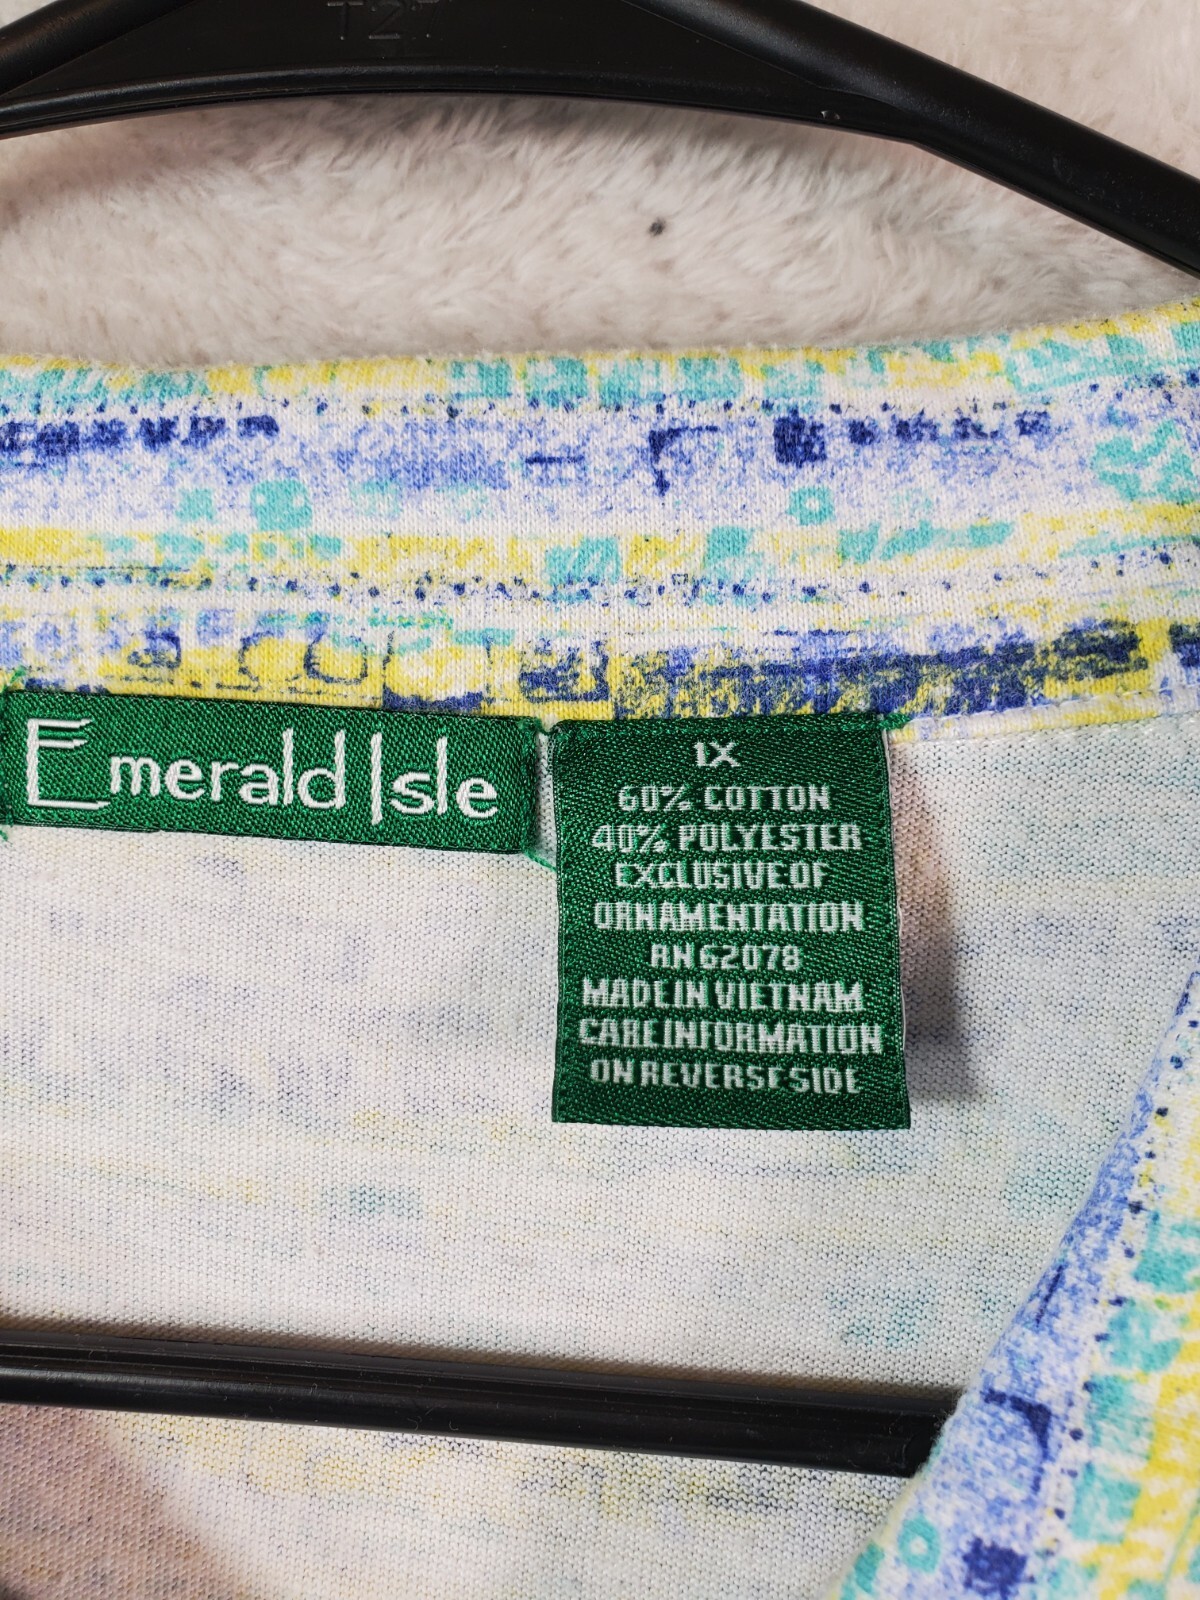 T27
Emerald Isle
1X
60% COTTON
40% POLYESTER
EXCLUSIVE OF
ORNAMENTATION
RN 62078
MADE IN VIETNAM
CARE INFORMATION
ON REVERSE SIDE